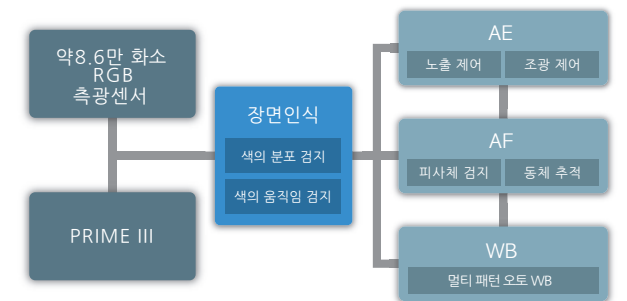 약8.6만 화소
RGB
측광센서
PRIME III
장면인식
색의 분포 검지
색의 움직임 검지
AE
노출 제어
조광 제어
AF
피사체 검지
동체 추적
WB
멀티 패턴 오토 WB